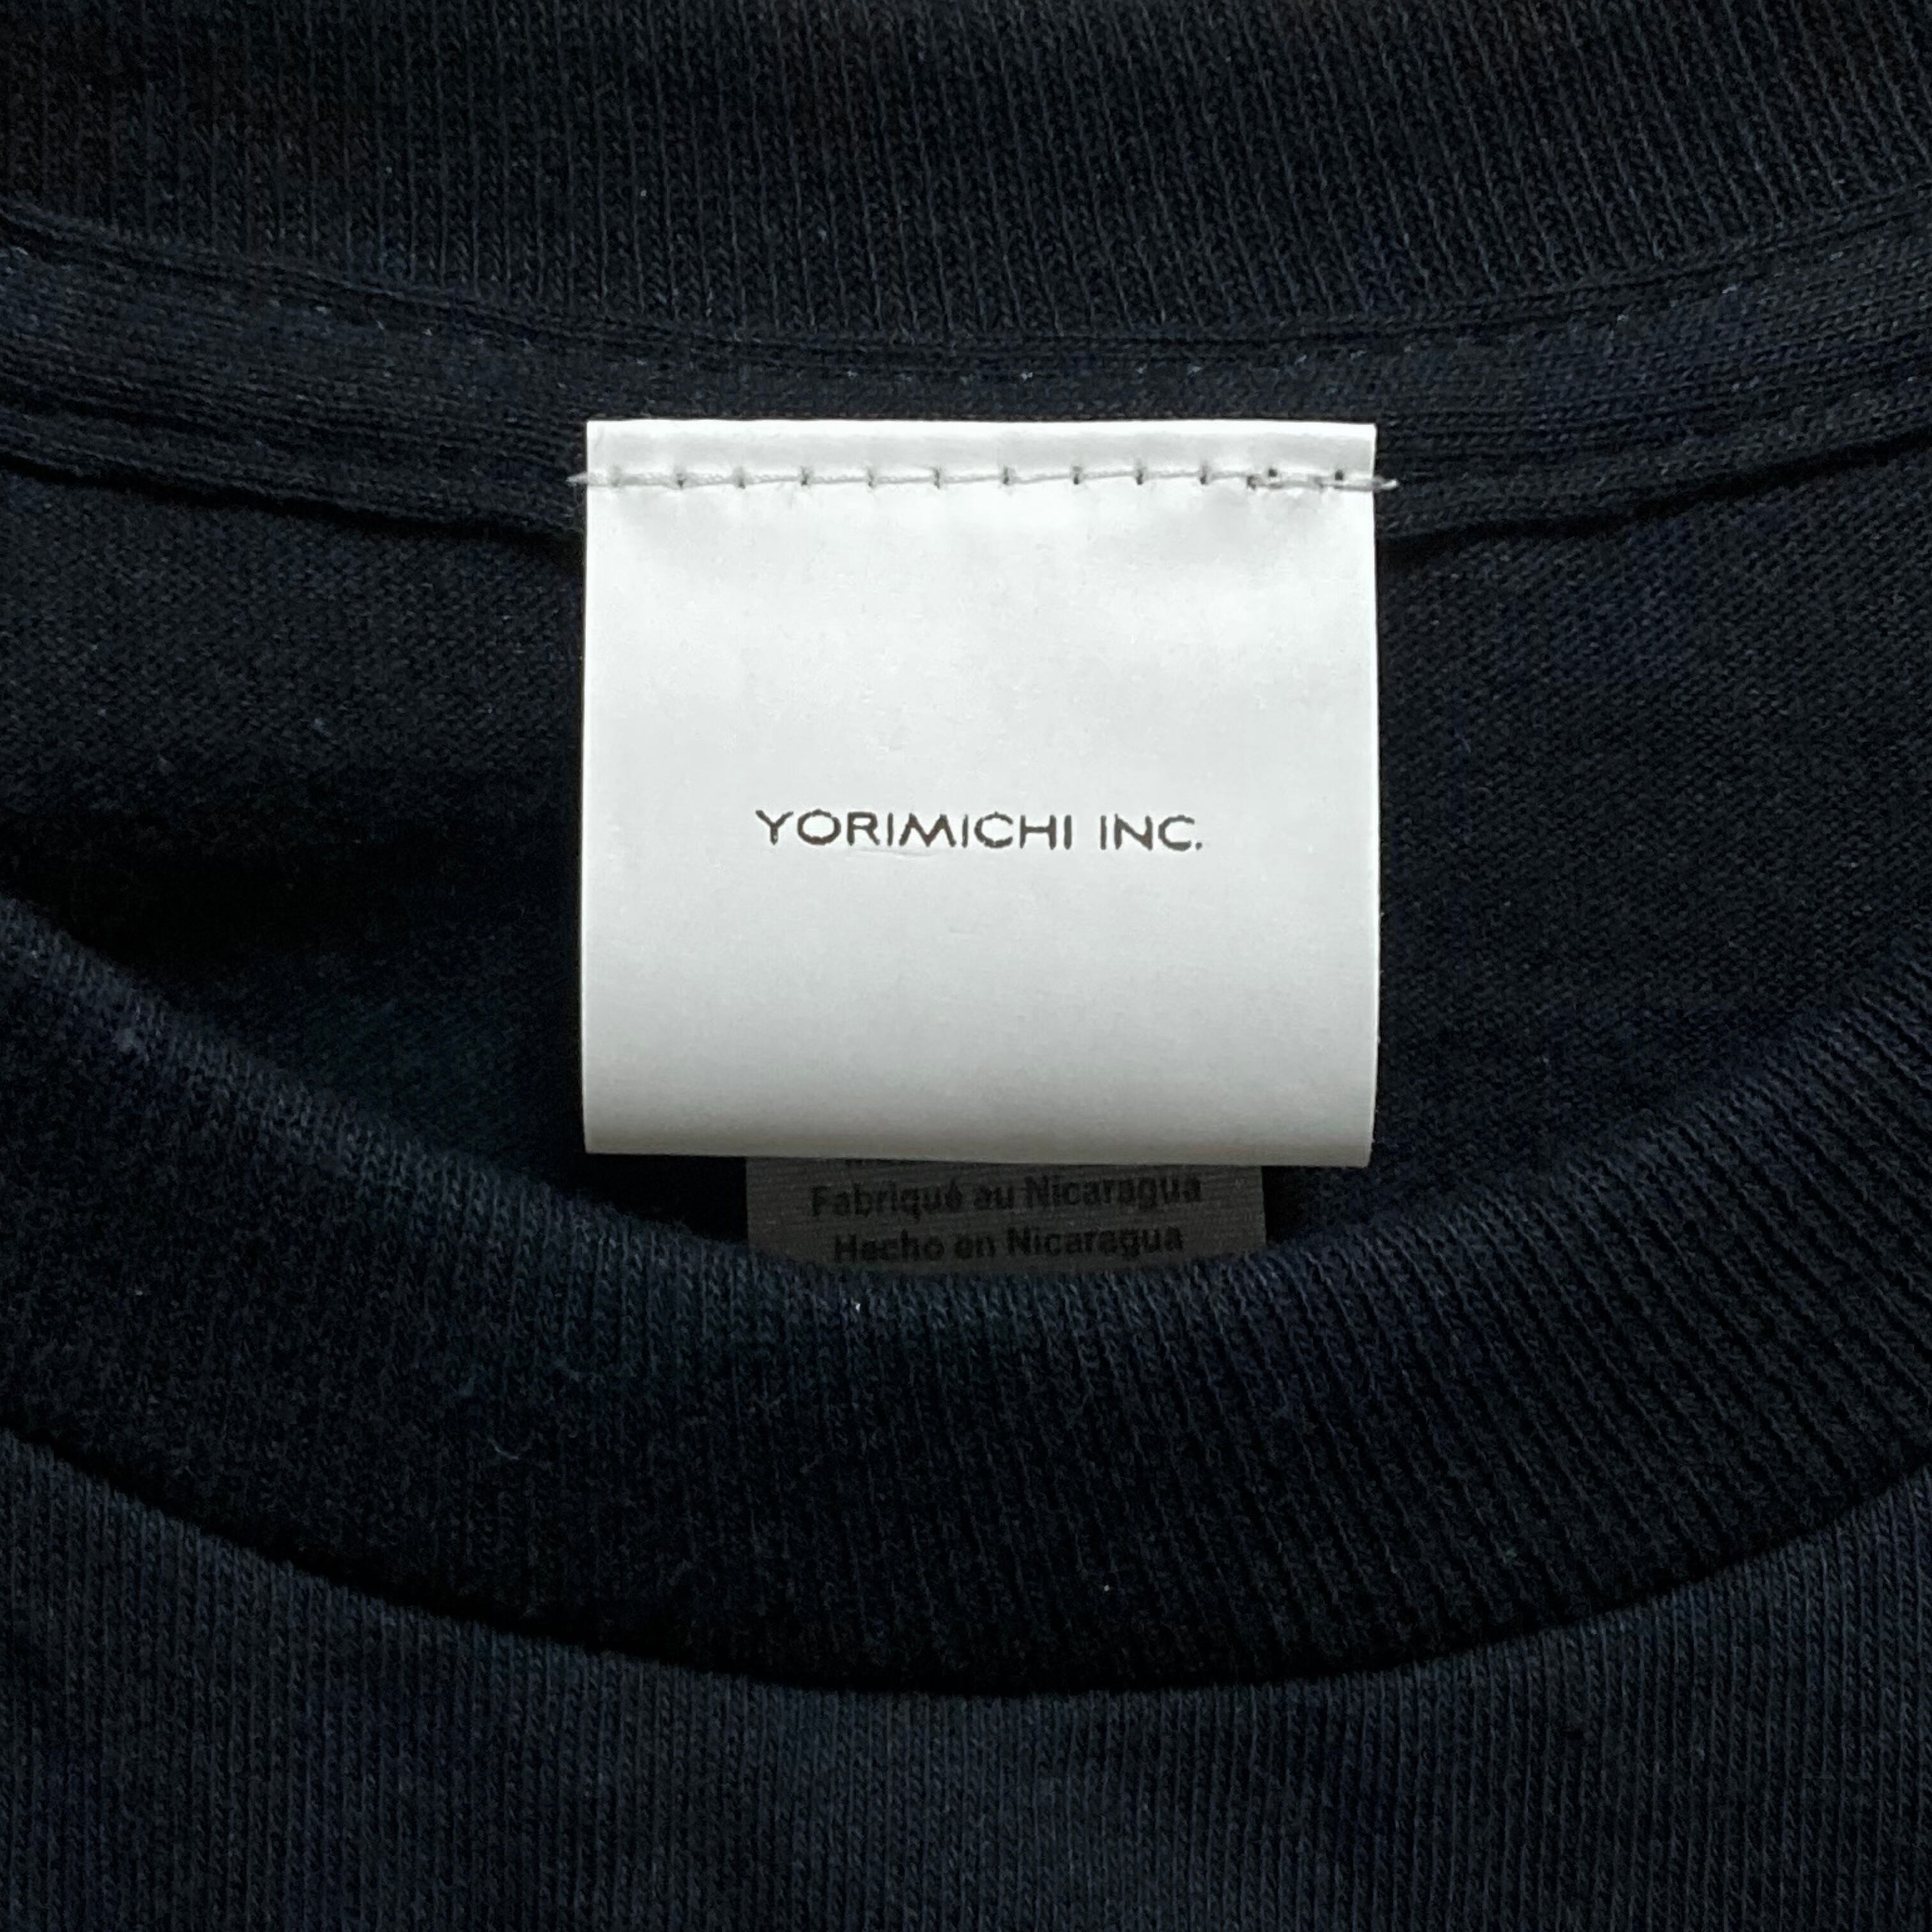 YORIMICHI INC.
Fabriqué au Nicaragua
Hecho en Nicaragua